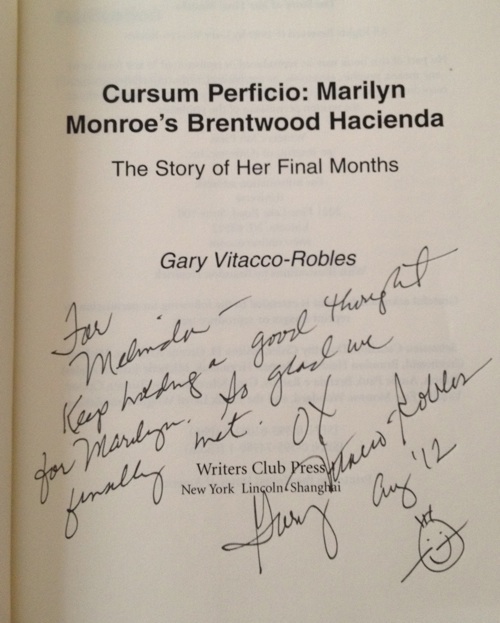 Cursum Perficio: Marilyn
Monroe's Brentwood Hacienda
The Story of Her Final Months
Gary Vitacco-Robles
For
Melinda —
Keep holding a good thought
for Marilyn. So glad we
finally met. OX
Gary Vitacco-Robles
Aug '12
Writers Club Press
New York Lincoln Shanghai